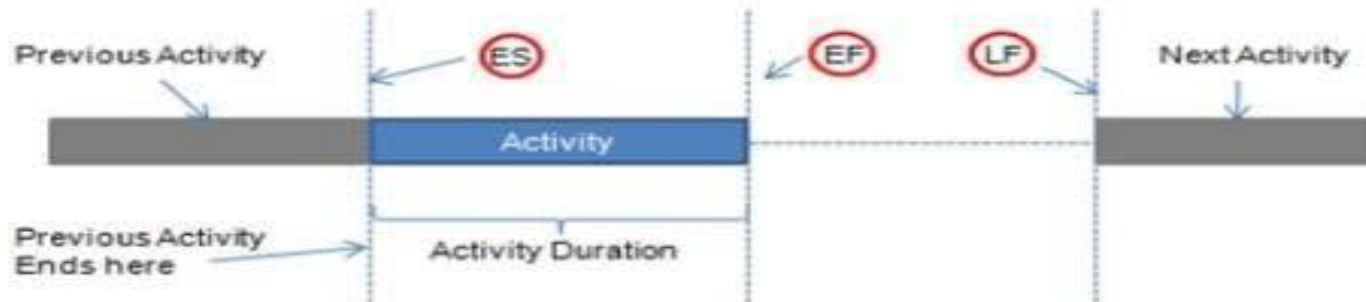 Previous Activity
ES
EF
LF
Next Activity
Activity
Previous Activity
Ends here
Activity Duration